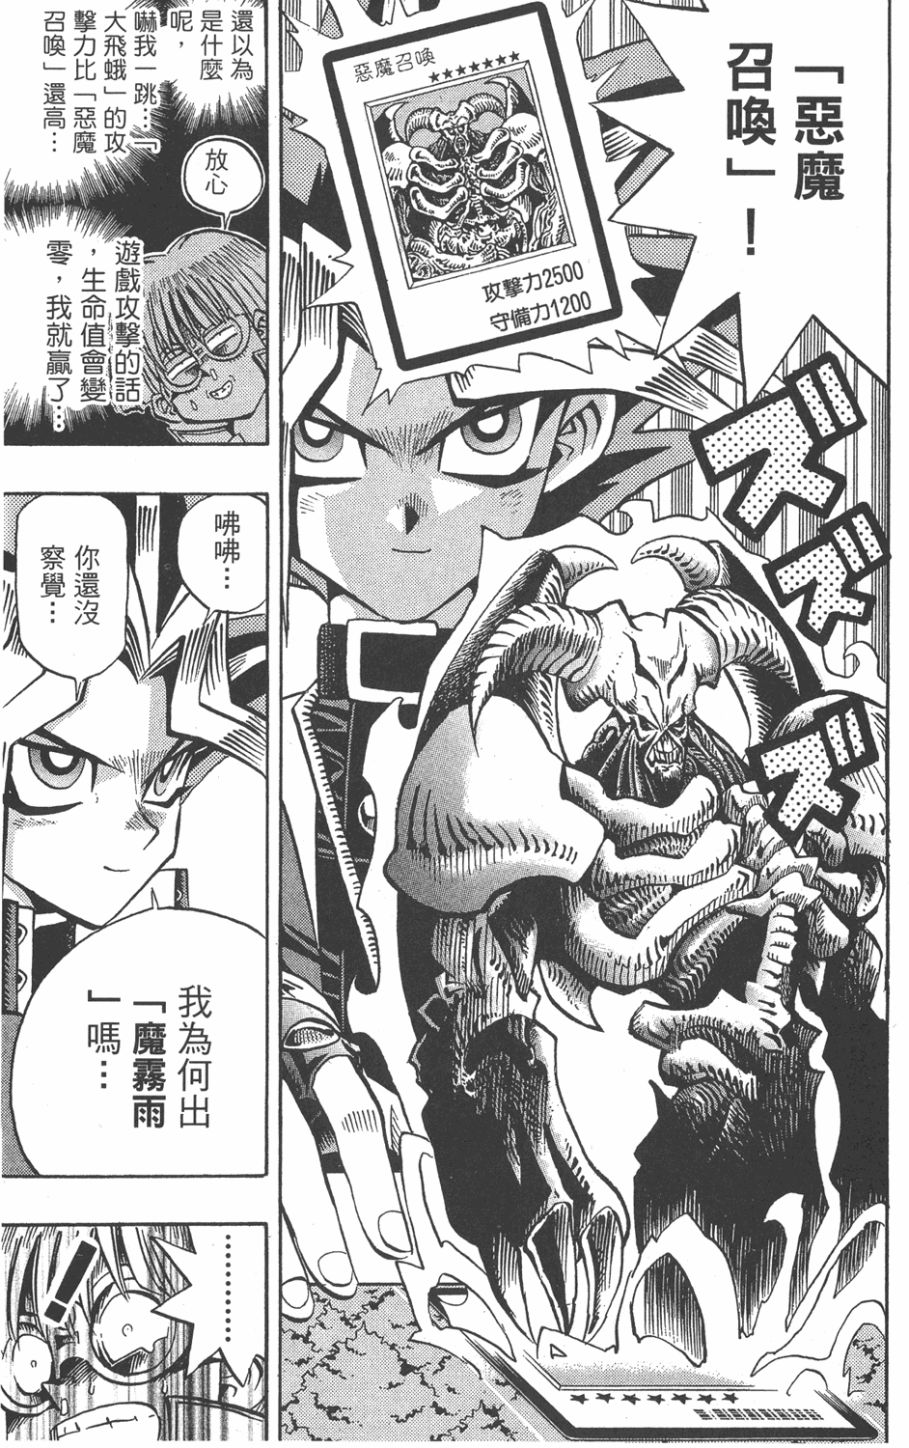 「惡魔
召喚」！
惡魔召喚
攻擊力2500
守備力1200
ズズズ
還以為
是什麼
呢，
嚇我一跳…「
大飛蛾」的攻
擊力比「惡魔
召喚」還高…
放心
遊戲攻擊的話
，生命值會變
零，我就贏了…
咈咈…
你還沒
察覺…
我為何出
「魔霧雨
」嗎…
………
！